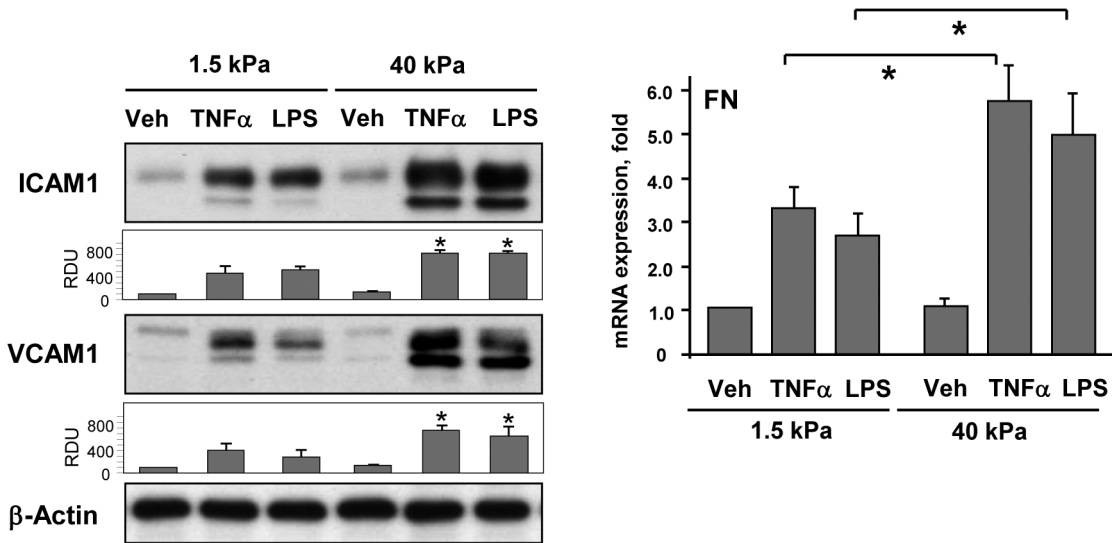 1.5 kPa 40 kPa
Veh TNFα LPS Veh TNFα LPS
ICAM1
RDU
800
400
0
* *
VCAM1
RDU
800
400
0
* *
β-Actin
*
*
FN
mRNA expression, fold
6.0
5.0
4.0
3.0
2.0
1.0
0
Veh TNFα LPS Veh TNFα LPS
1.5 kPa 40 kPa